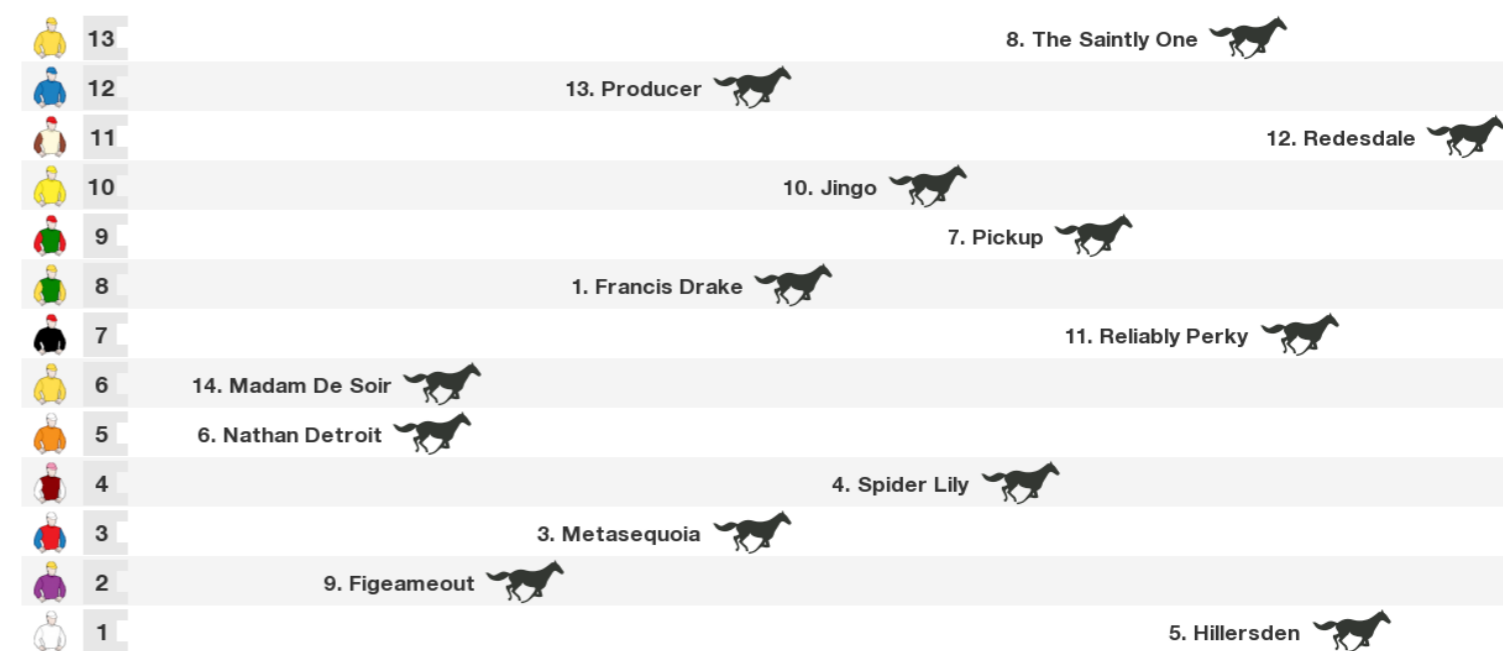 13 8. The Saintly One
12 13. Producer
11 12. Redesdale
10 10. Jingo
9 7. Pickup
8 1. Francis Drake
7 11. Reliably Perky
6 14. Madam De Soir
5 6. Nathan Detroit
4 4. Spider Lily
3 3. Metasequoia
2 9. Figeameout
1 5. Hillersden